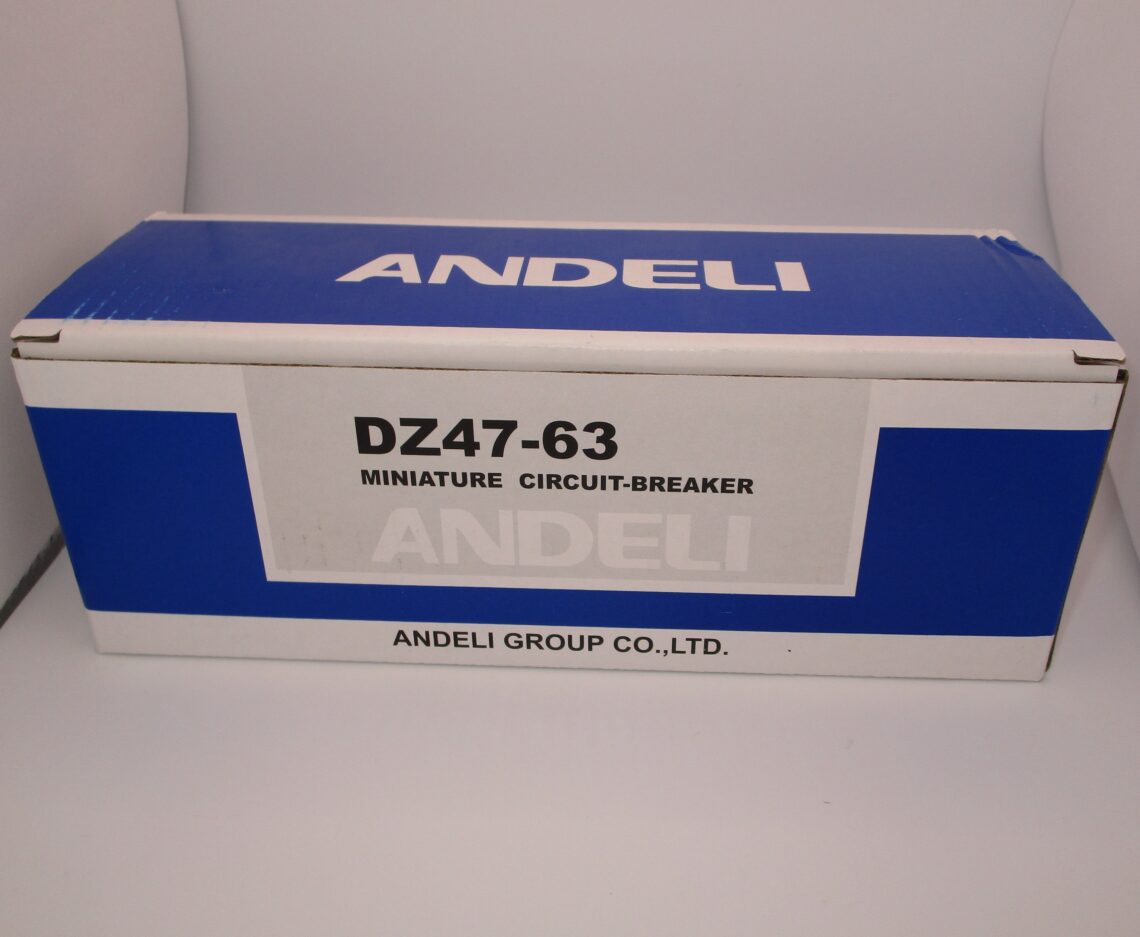 ANDELI
DZ47-63
MINIATURE CIRCUIT-BREAKER
ANDELI
ANDELI GROUP CO.,LTD.